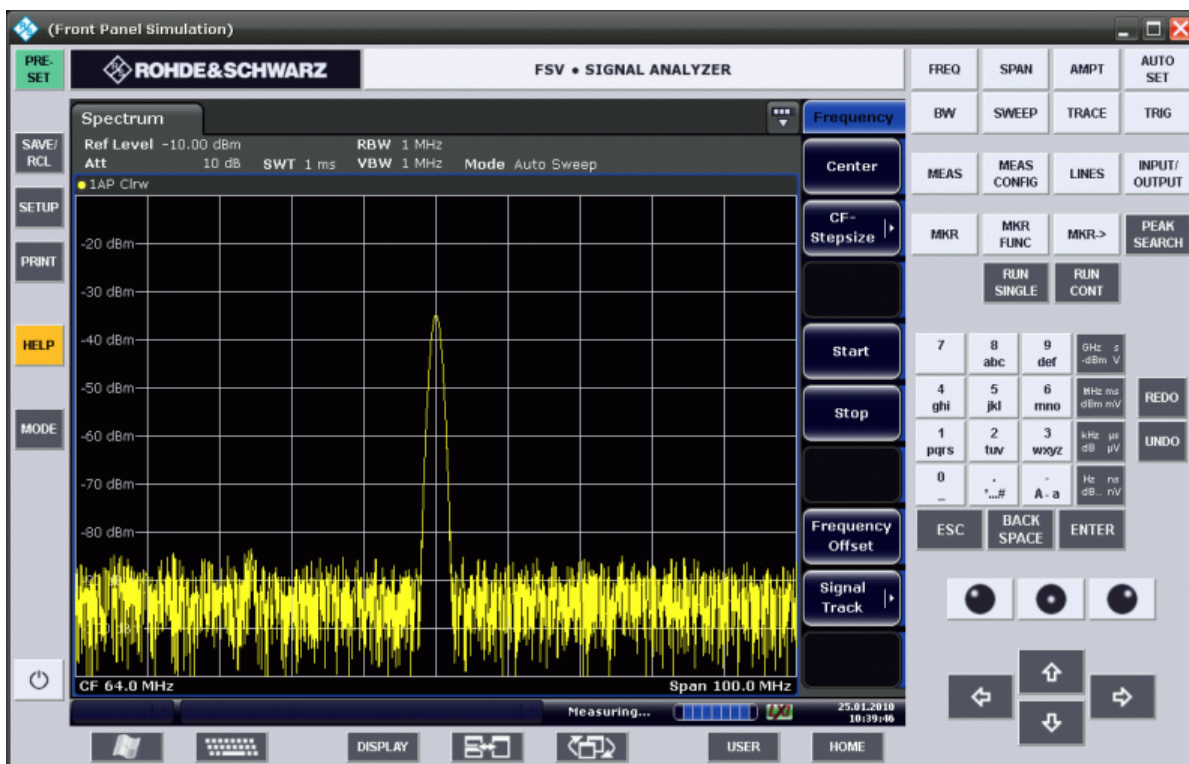 (Front Panel Simulation)
PRE-
SET
ROHDE&SCHWARZ
FSV • SIGNAL ANALYZER
FREQ
SPAN
AMPT
AUTO
SET
BW
SWEEP
TRACE
TRIG
SAVE/
RCL
SETUP
PRINT
HELP
MODE
Spectrum
Ref Level -10.00 dBm
RBW 1 MHz
Att 10 dB SWT 1 ms VBW 1 MHz Mode Auto Sweep
1AP Clrw
-20 dBm
-30 dBm
-40 dBm
-50 dBm
-60 dBm
-70 dBm
-80 dBm
CF 64.0 MHz
Span 100.0 MHz
Measuring...
25.01.2010
10:39:46
Frequency
Center
CF-
Stepsize
Start
Stop
Frequency
Offset
Signal
Track
MEAS
MEAS
CONFIG
LINES
INPUT/
OUTPUT
MKR
MKR
FUNC
MKR->
PEAK
SEARCH
RUN
SINGLE
RUN
CONT
7
8
abc
9
def
GHz s
-dBm V
4
ghi
5
jkl
6
mno
MHz ms
dBm mV
REDO
1
pqrs
2
tuv
3
wxyz
kHz µs
dB µV
UNDO
0
_
.
*...#
-
A - a
Hz ns
dB.. nV
ESC
BACK
SPACE
ENTER
DISPLAY
USER
HOME